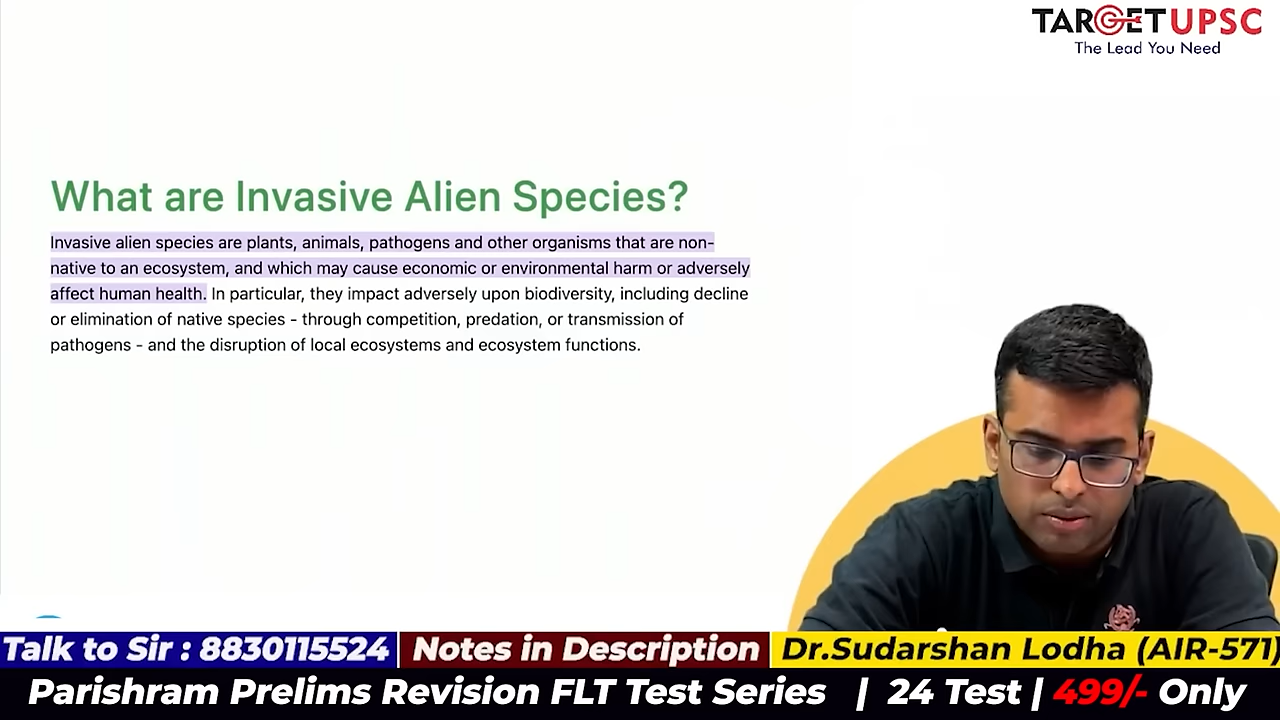 TARGET UPSC
The Lead You Need
What are Invasive Alien Species?
Invasive alien species are plants, animals, pathogens and other organisms that are non-
native to an ecosystem, and which may cause economic or environmental harm or adversely
affect human health. In particular, they impact adversely upon biodiversity, including decline
or elimination of native species - through competition, predation, or transmission of
pathogens - and the disruption of local ecosystems and ecosystem functions.
Talk to Sir : 8830115524 Notes in Description Dr.Sudarshan Lodha (AIR-571)
Parishram Prelims Revision FLT Test Series | 24 Test | 499/- Only